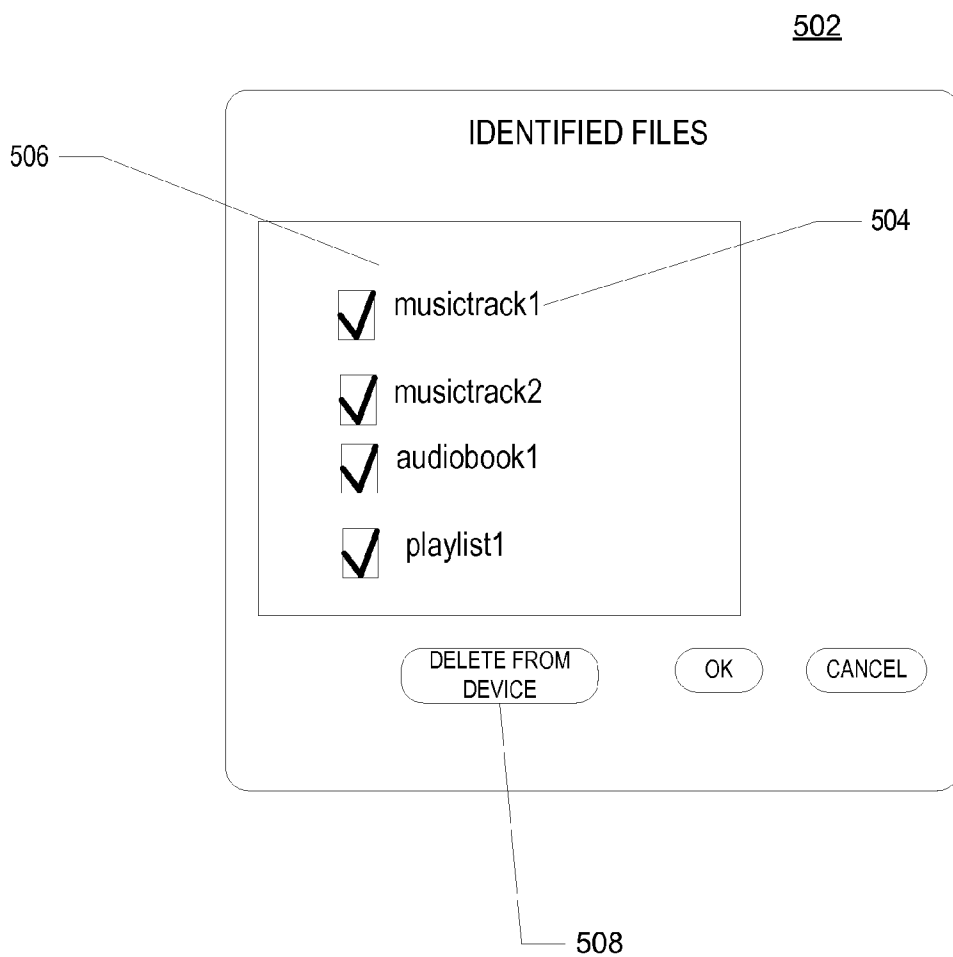 502
IDENTIFIED FILES
506
504
musictrack1
musictrack2
audiobook1
playlist1
DELETE FROM
DEVICE
OK
CANCEL
508